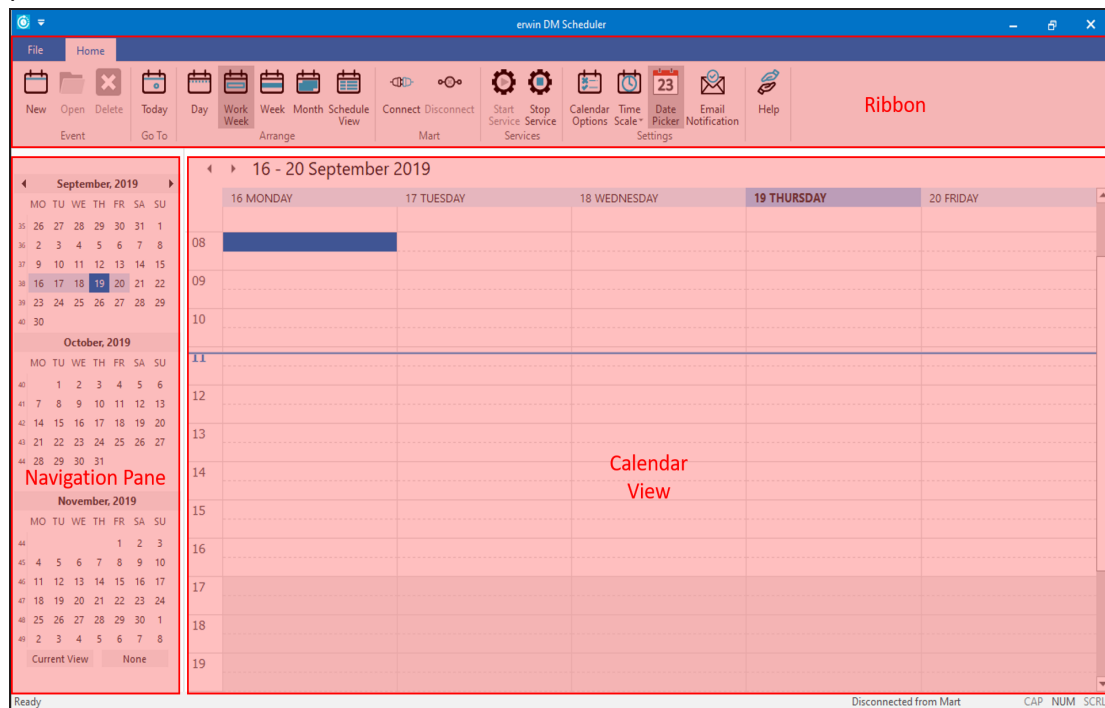 erwin DM Scheduler
File Home
New Open Delete Today Day Work Week Week Month Schedule View Connect Disconnect Start Service Stop Service Calendar Options Time Scale Date Picker 23 Email Notification Help
Event Go To Arrange Mart Services Settings
Ribbon
September, 2019
MO TU WE TH FR SA SU
35 26 27 28 29 30 31 1
36 2 3 4 5 6 7 8
37 9 10 11 12 13 14 15
38 16 17 18 19 20 21 22
39 23 24 25 26 27 28 29
40 30
October, 2019
MO TU WE TH FR SA SU
40 1 2 3 4 5 6
41 7 8 9 10 11 12 13
42 14 15 16 17 18 19 20
43 21 22 23 24 25 26 27
44 28 29 30 31
Navigation Pane
November, 2019
MO TU WE TH FR SA SU
44 1 2 3
45 4 5 6 7 8 9 10
46 11 12 13 14 15 16 17
47 18 19 20 21 22 23 24
48 25 26 27 28 29 30 1
49 2 3 4 5 6 7 8
Current View None
16 - 20 September 2019
16 MONDAY 17 TUESDAY 18 WEDNESDAY 19 THURSDAY 20 FRIDAY
08
09
10
11
12
13
14
15
16
17
18
19
Calendar
View
Ready Disconnected from Mart CAP NUM SCRL